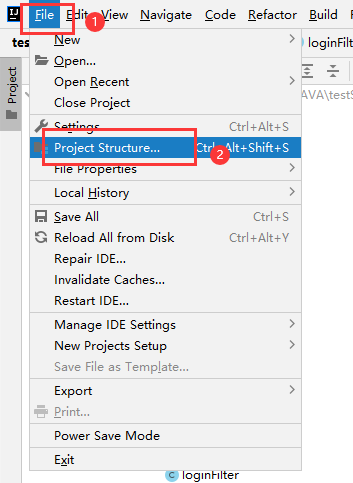 File Edit View Navigate Code Refactor Build
1
tes
loginFilter
New
Open...
AVA\testS
Open Recent
Close Project
Project
Settings... Ctrl+Alt+S
Project Structure... Ctrl+Alt+Shift+S
2
File Properties
Local History
Save All Ctrl+S
Reload All from Disk Ctrl+Alt+Y
Repair IDE...
Invalidate Caches...
Restart IDE...
Manage IDE Settings
New Projects Setup
Save File as Template...
Export
Print...
Power Save Mode
Exit
loginFilter